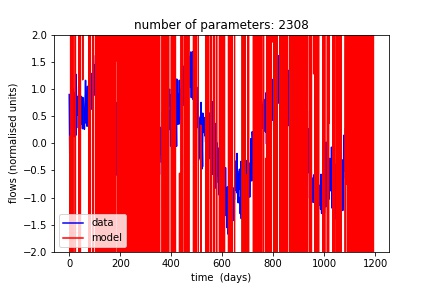 number of parameters: 2308
flows (normalised units)
2.0
1.5
1.0
0.5
0.0
−0.5
−1.0
−1.5
−2.0
data
model
0 200 400 600 800 1000 1200
time (days)